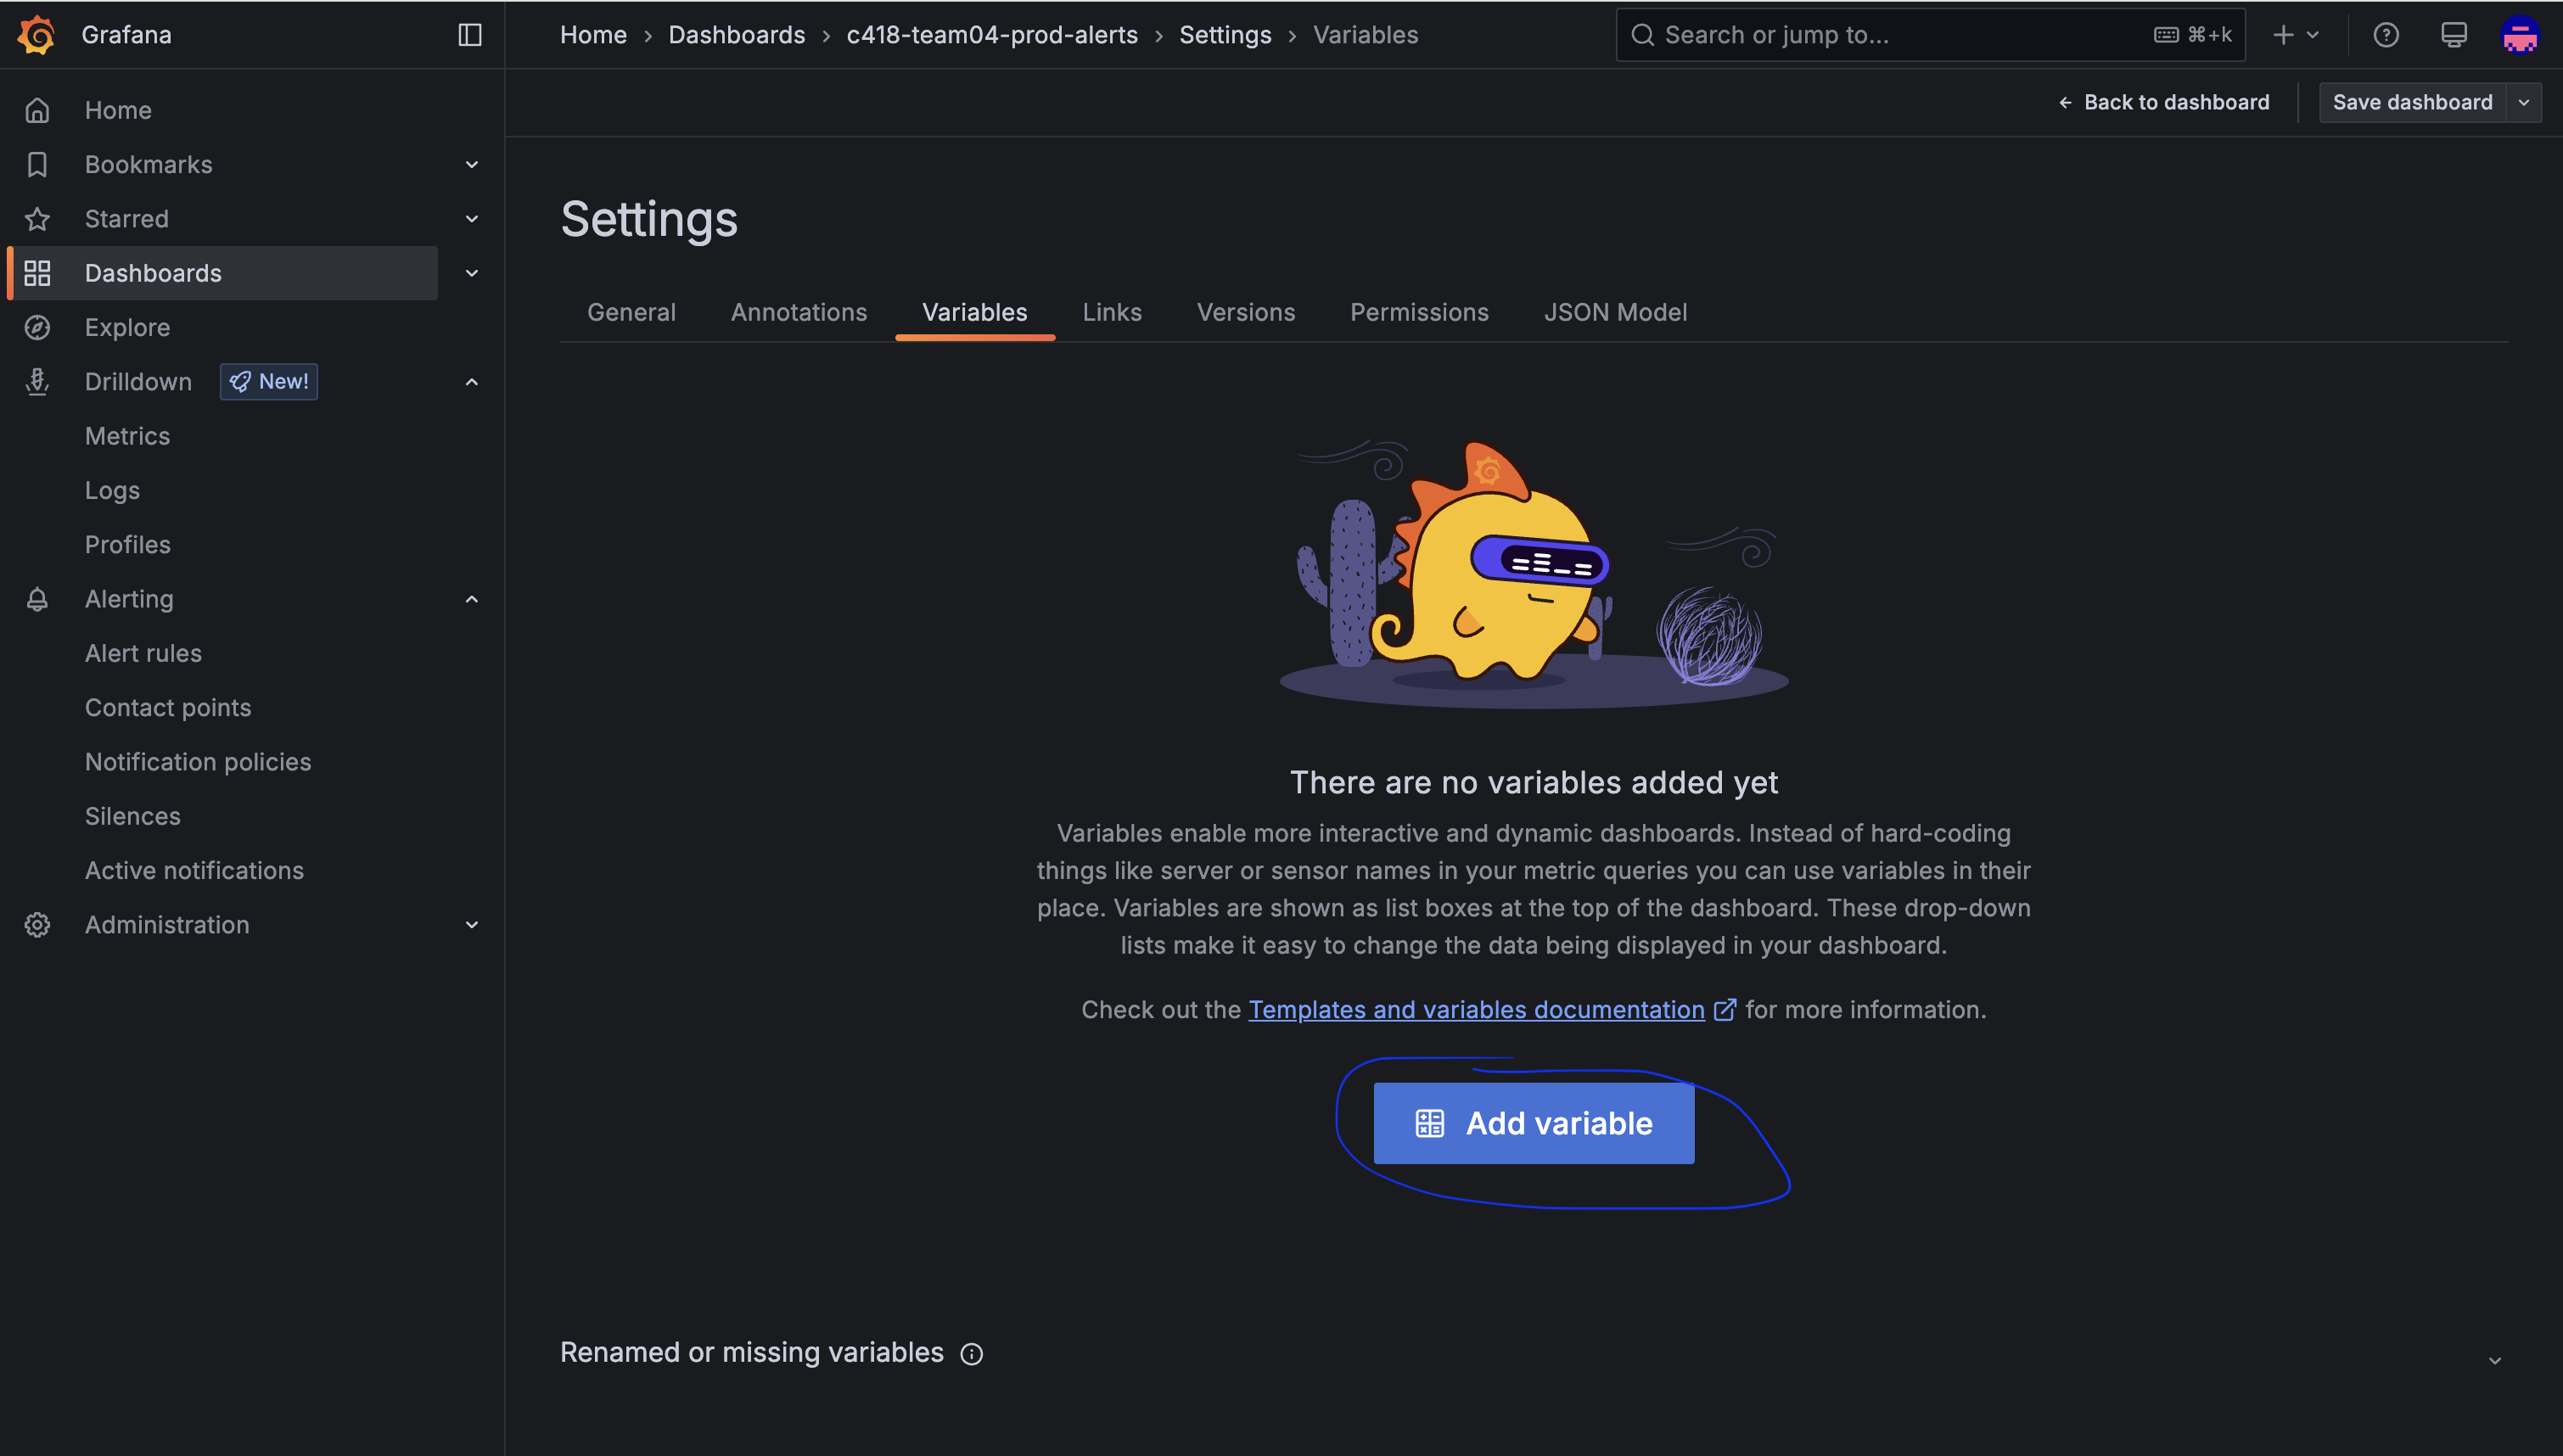 Grafana
Home › Dashboards › c418-team04-prod-alerts › Settings › Variables
Search or jump to...
⌘+k
Back to dashboard
Save dashboard
Home
Bookmarks
Starred
Dashboards
Explore
Drilldown
New!
Metrics
Logs
Profiles
Alerting
Alert rules
Contact points
Notification policies
Silences
Active notifications
Administration
Settings
General
Annotations
Variables
Links
Versions
Permissions
JSON Model
There are no variables added yet
Variables enable more interactive and dynamic dashboards. Instead of hard-coding
things like server or sensor names in your metric queries you can use variables in their
place. Variables are shown as list boxes at the top of the dashboard. These drop-down
lists make it easy to change the data being displayed in your dashboard.
Check out the Templates and variables documentation for more information.
Add variable
Renamed or missing variables